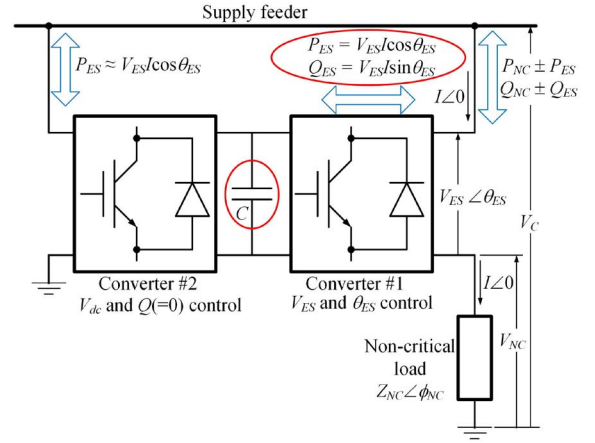 Supply feeder
P_ES ≈ V_ES I cosθ_ES
P_ES = V_ES I cosθ_ES
Q_ES = V_ES I sinθ_ES
P_NC ± P_ES
Q_NC ± Q_ES
I∠0
C
V_ES ∠θ_ES
V_C
Converter #2
V_dc and Q(=0) control
Converter #1
V_ES and θ_ES control
I∠0
Non-critical
load
Z_NC∠ϕ_NC
V_NC